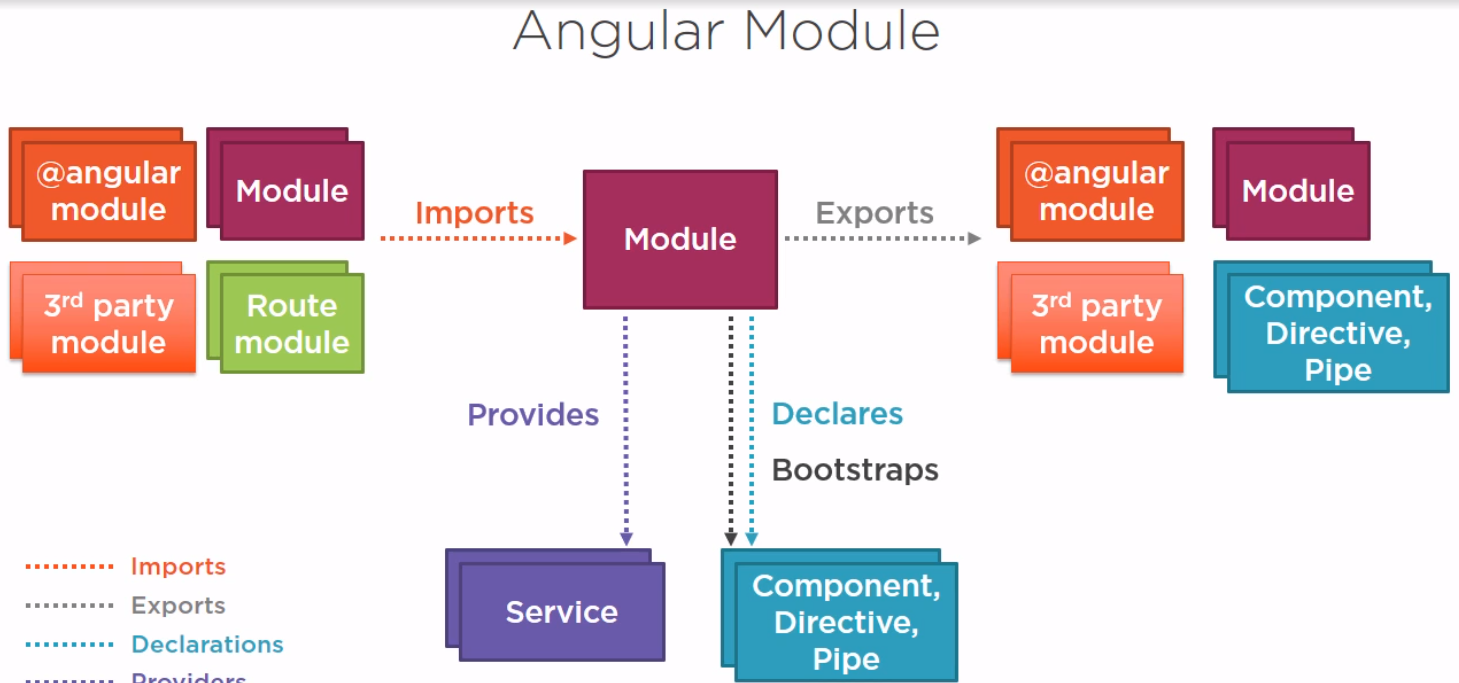 Angular Module
@angular
module
Module
3rd party
module
Route
module
Imports
Module
Exports
@angular
module
Module
3rd party
module
Component,
Directive,
Pipe
Provides
Declares
Bootstraps
Service
Component,
Directive,
Pipe
Imports
Exports
Declarations
Providers